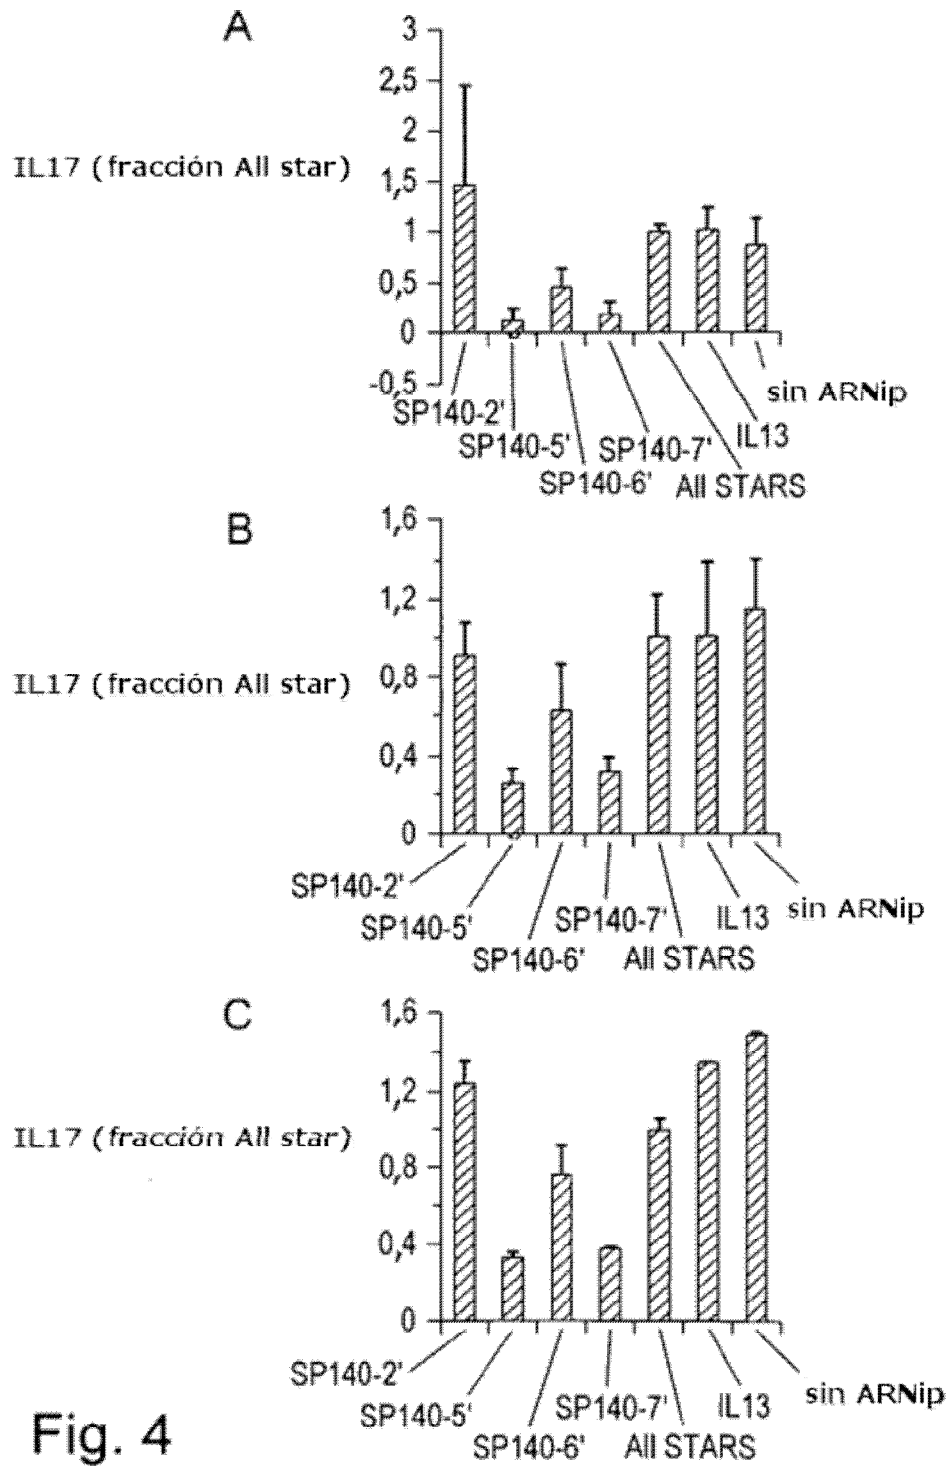 A
IL17 (fracción All star)
3
2,5
2
1,5
1
0,5
0
-0,5
SP140-2'
SP140-5'
SP140-6'
SP140-7'
All STARS
IL13
sin ARNip
B
IL17 (fracción All star)
1,6
1,2
0,8
0,4
0
SP140-2'
SP140-5'
SP140-6'
SP140-7'
All STARS
IL13
sin ARNip
C
IL17 (fracción All star)
1,6
1,2
0,8
0,4
0
SP140-2'
SP140-5'
SP140-6'
SP140-7'
All STARS
IL13
sin ARNip
Fig. 4